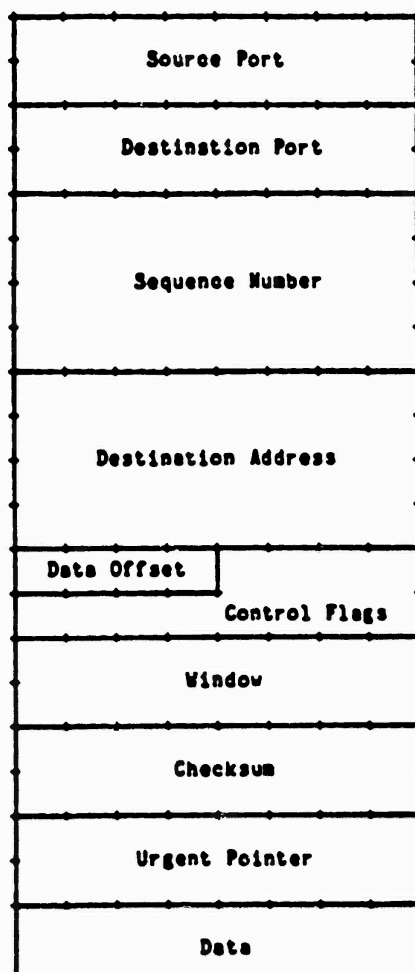 Source Port
Destination Port
Sequence Number
Destination Address
Data Offset
Control Flags
Window
Checksum
Urgent Pointer
Data